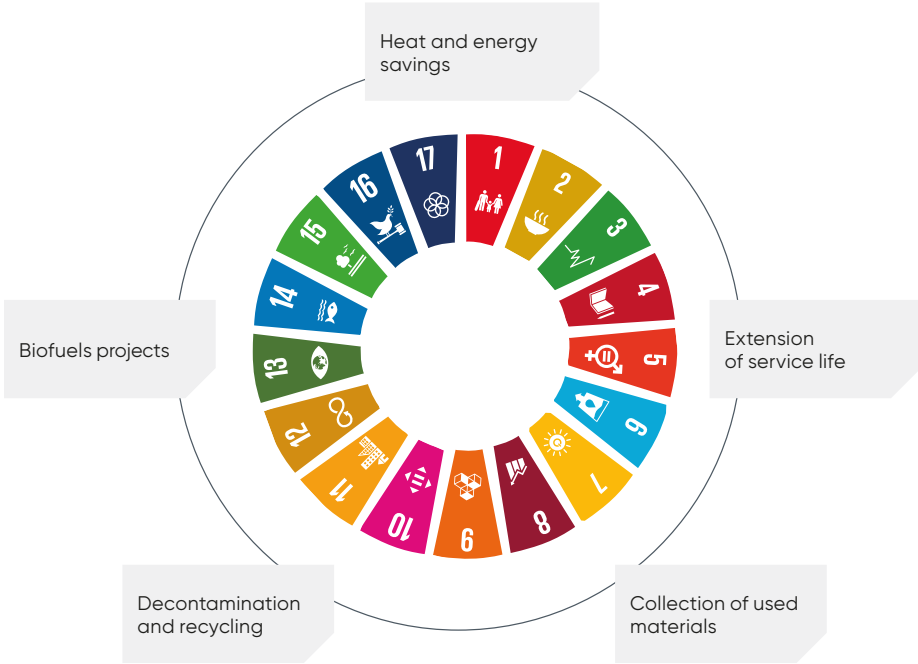 Heat and energy
savings
17
1
16
2
15
3
14
4
Biofuels projects
Extension
of service life
13
5
12
6
11
7
10
9
8
Decontamination
and recycling
Collection of used
materials